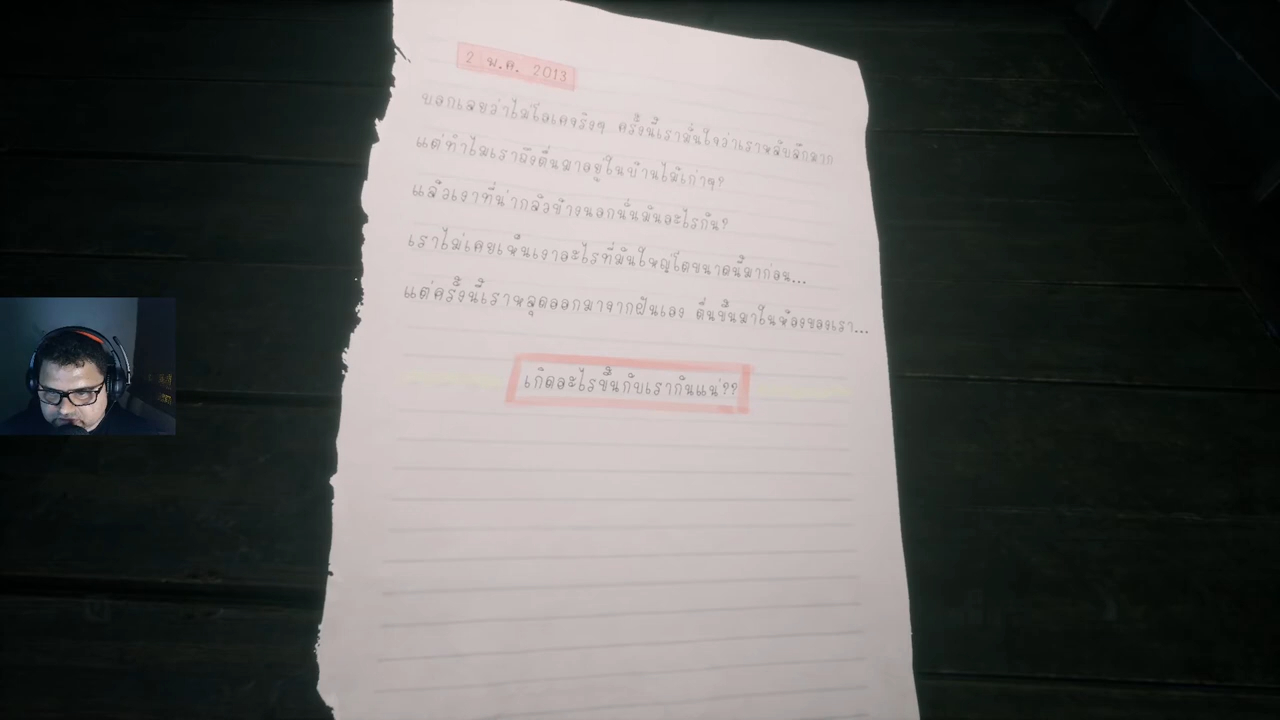 2 ม.ค. 2013
บอกเลยว่าไม่โอเคจริงๆ ครั้งนี้เรามั่นใจว่าเราหลับลึกมาก
แต่ทำไมเราถึงตื่นมาอยู่ในบ้านไม้เก่าๆ?
แล้วเงาที่น่ากลัวข้างนอกนั่นมันอะไรกัน?
เราไม่เคยเห็นเงาอะไรที่มันใหญ่โตขนาดนี้มาก่อน...
แต่ครั้งนี้เราหลุดออกมาจากฝันเอง ตื่นขึ้นมาในห้องของเรา...
เกิดอะไรขึ้นกับเรากันแน่??